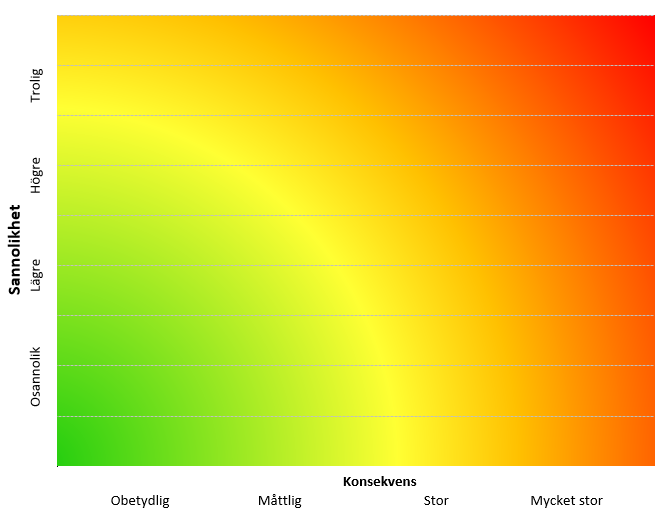 Sannolikhet
Trolig
Högre
Lägre
Osannolik
Konsekvens
Obetydlig Måttlig Stor Mycket stor